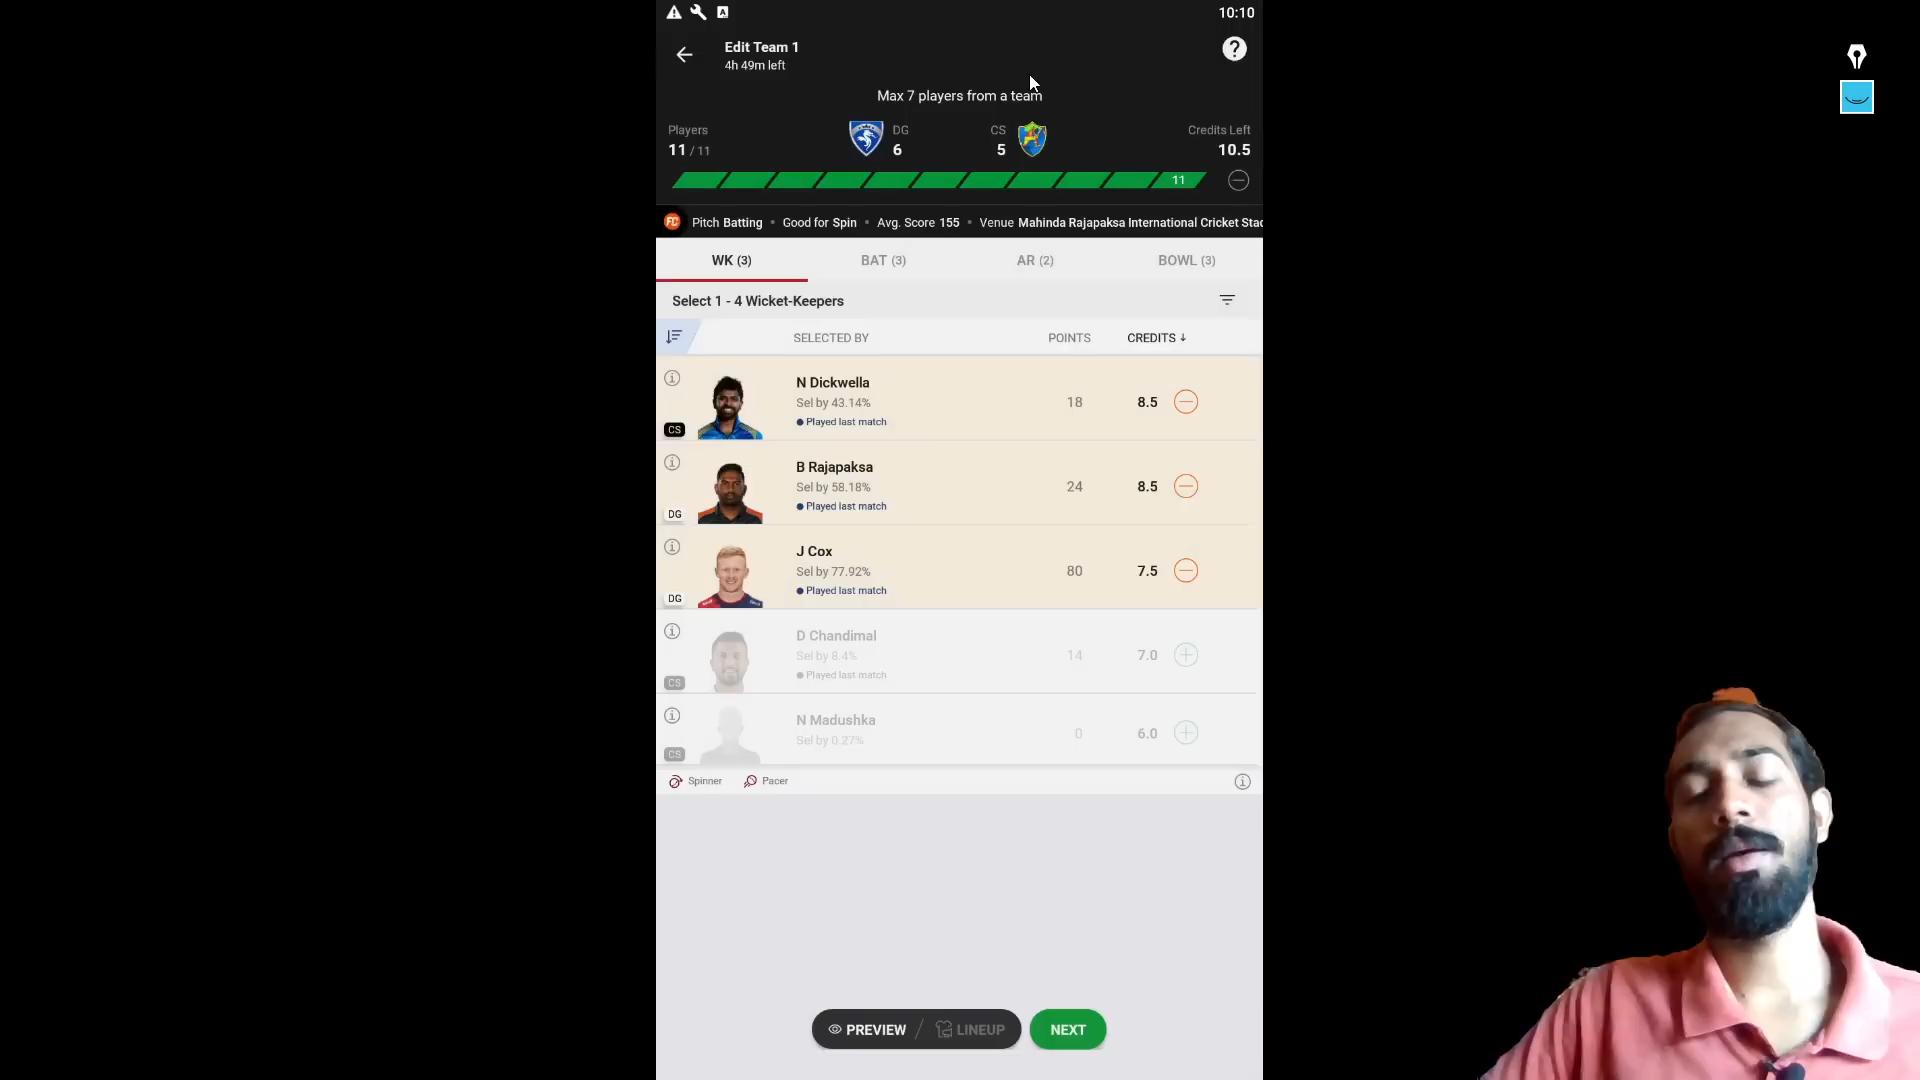 10:10
Edit Team 1
4h 49m left
Max 7 players from a team
Players
11 / 11
DG
6
CS
5
Credits Left
10.5
11
FC Pitch Batting • Good for Spin • Avg. Score 155 • Venue Mahinda Rajapaksa International Cricket Stad
WK (3)
BAT (3)
AR (2)
BOWL (3)
Select 1 - 4 Wicket-Keepers
SELECTED BY
POINTS
CREDITS ↓
N Dickwella
Sel by 43.14%
Played last match
CS
18
8.5
B Rajapaksa
Sel by 58.18%
Played last match
DG
24
8.5
J Cox
Sel by 77.92%
Played last match
DG
80
7.5
D Chandimal
Sel by 8.4%
Played last match
CS
14
7.0
N Madushka
Sel by 0.27%
CS
0
6.0
Spinner
Pacer
PREVIEW
LINEUP
NEXT